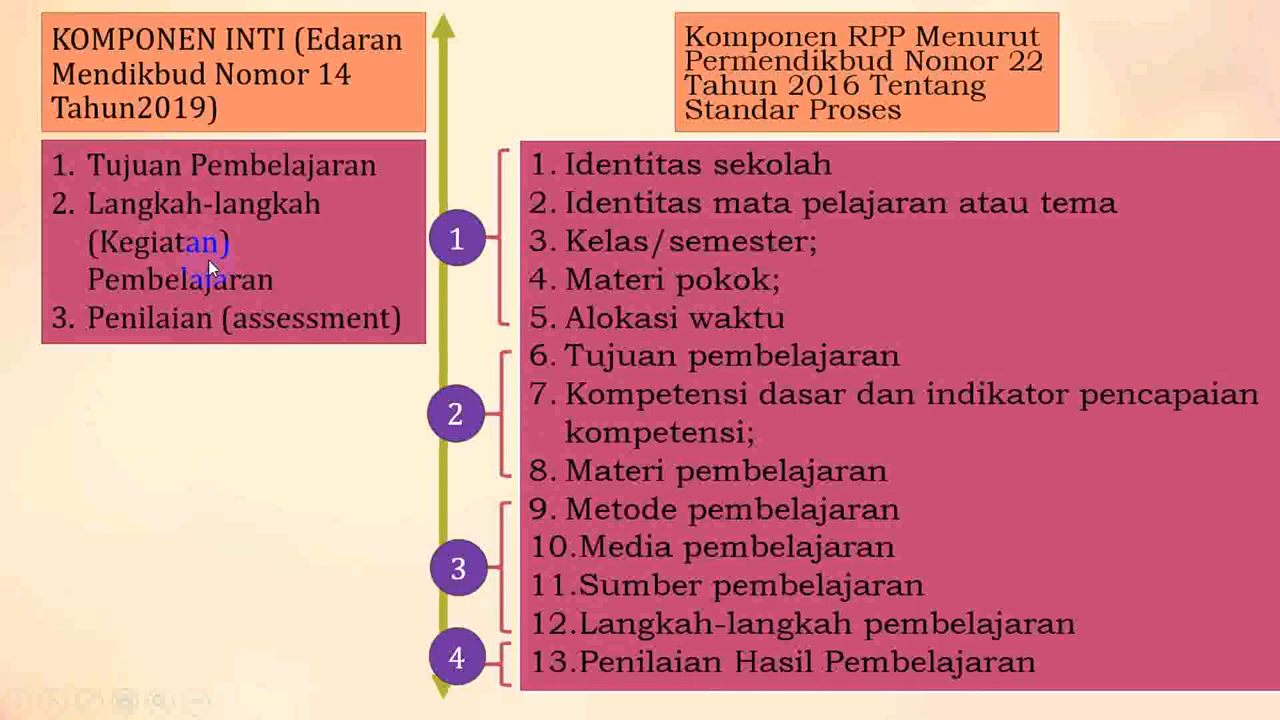 KOMPONEN INTI (Edaran
Mendikbud Nomor 14
Tahun2019)
1. Tujuan Pembelajaran
2. Langkah-langkah
(Kegiatan)
Pembelajaran
3. Penilaian (assessment)
Komponen RPP Menurut
Permendikbud Nomor 22
Tahun 2016 Tentang
Standar Proses
1
1. Identitas sekolah
2. Identitas mata pelajaran atau tema
3. Kelas/semester;
4. Materi pokok;
5. Alokasi waktu
2
6. Tujuan pembelajaran
7. Kompetensi dasar dan indikator pencapaian
kompetensi;
8. Materi pembelajaran
3
9. Metode pembelajaran
10.Media pembelajaran
11.Sumber pembelajaran
12.Langkah-langkah pembelajaran
4
13.Penilaian Hasil Pembelajaran